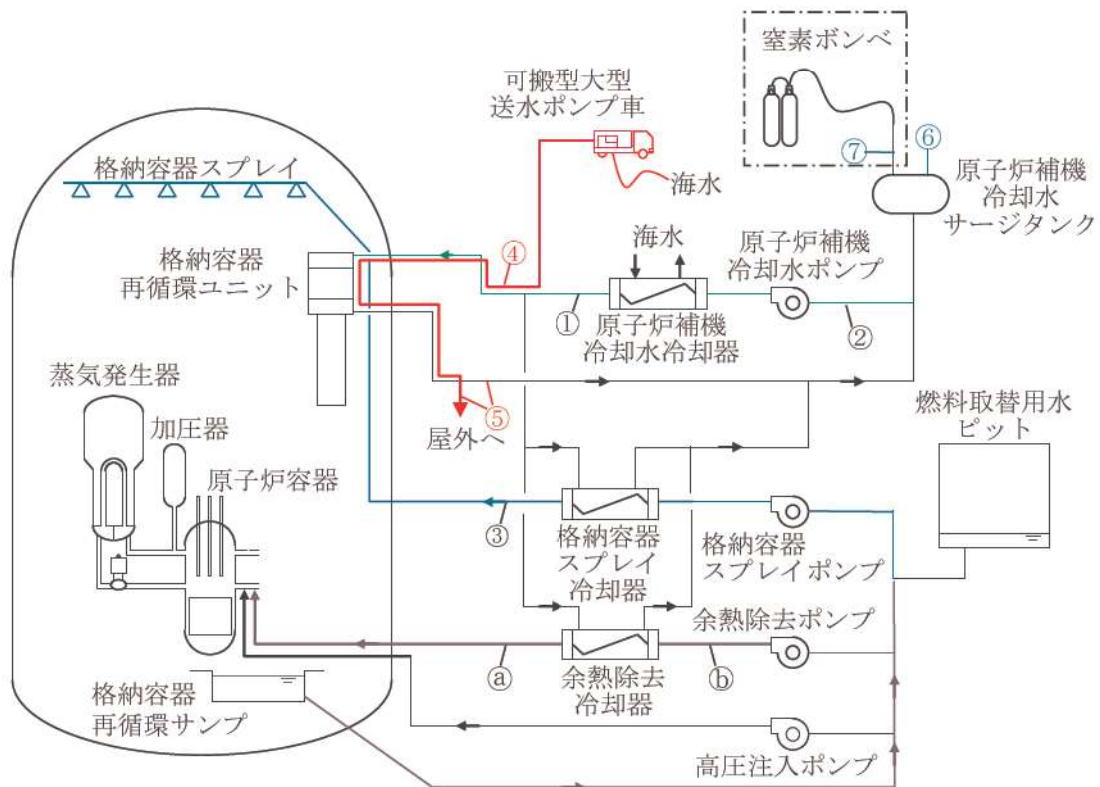 窒素ボンベ
可搬型大型
送水ポンプ車
⑥
⑦
海水
原子炉補機
冷却水
サージタンク
格納容器スプレイ
格納容器
再循環ユニット
④
海水
原子炉補機
冷却水ポンプ
①
原子炉補機
冷却水冷却器
②
⑤
屋外へ
蒸気発生器
加圧器
原子炉容器
燃料取替用水
ピット
③
格納容器
スプレイ
冷却器
格納容器
スプレイポンプ
余熱除去ポンプ
ⓐ
ⓑ
余熱除去
冷却器
格納容器
再循環サンプ
高圧注入ポンプ